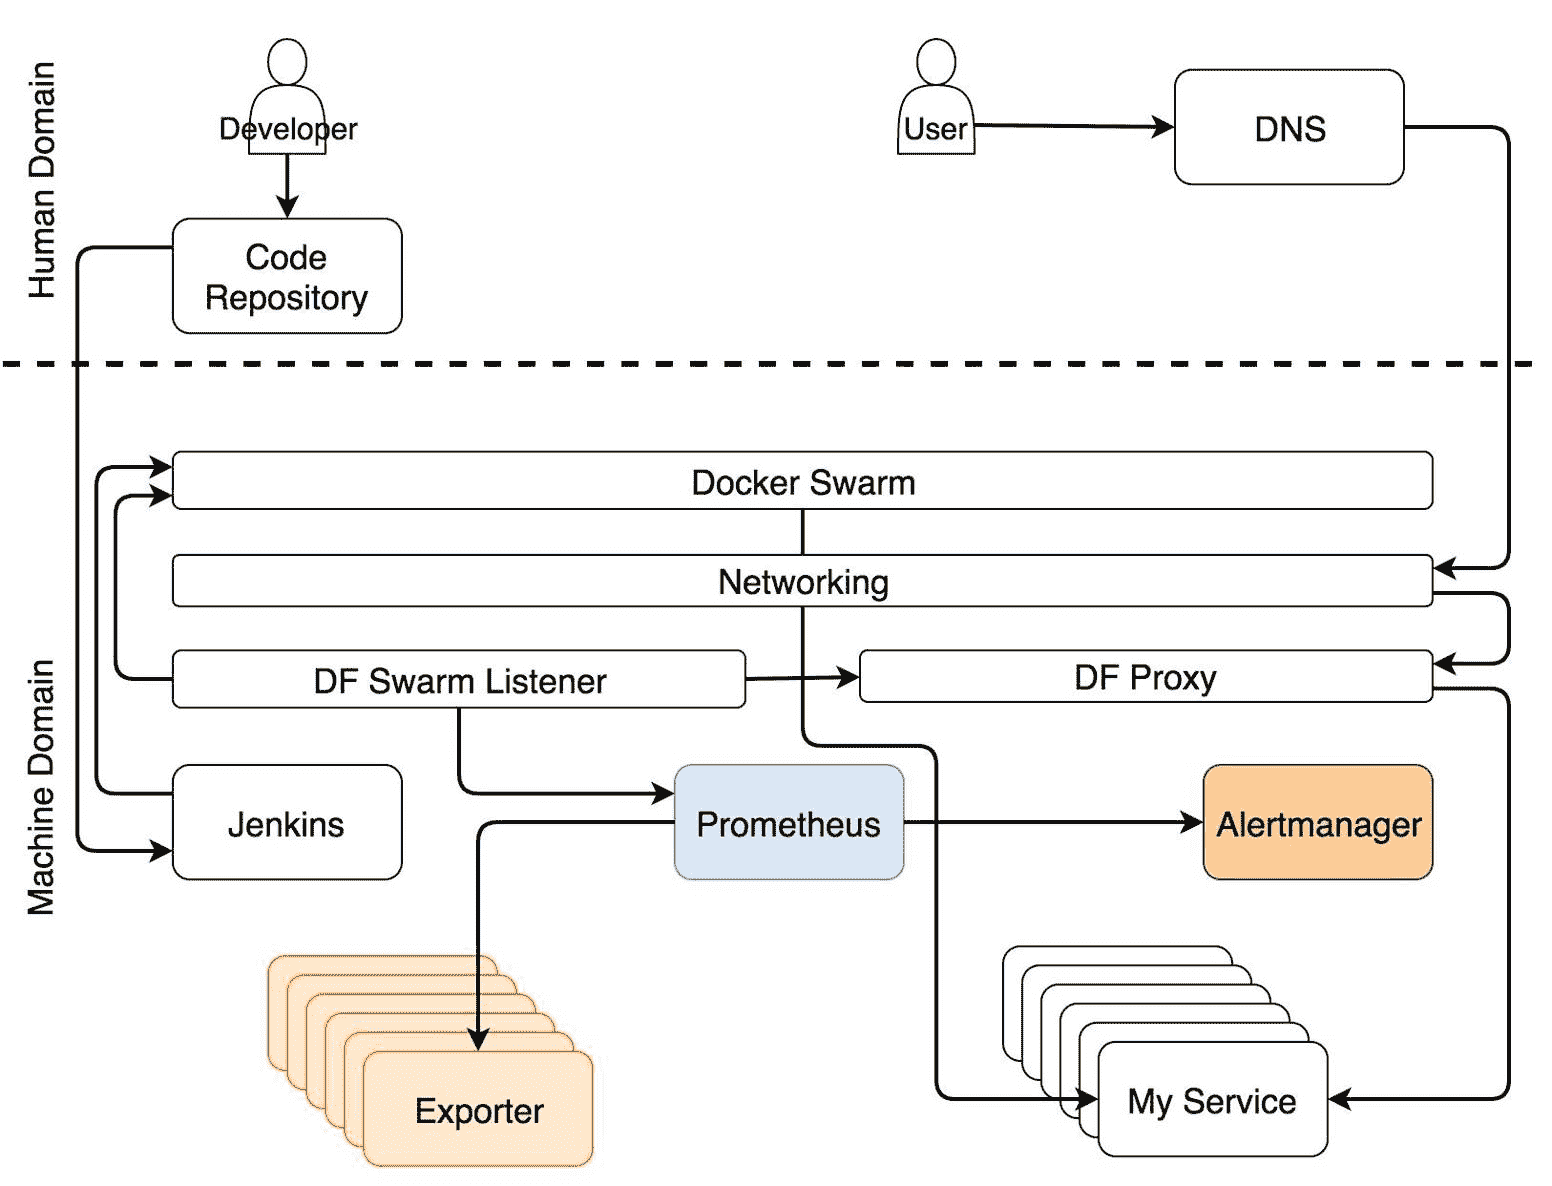 Human Domain
Developer
User
DNS
Code
Repository
Machine Domain
Docker Swarm
Networking
DF Swarm Listener
DF Proxy
Jenkins
Prometheus
Alertmanager
Exporter
My Service